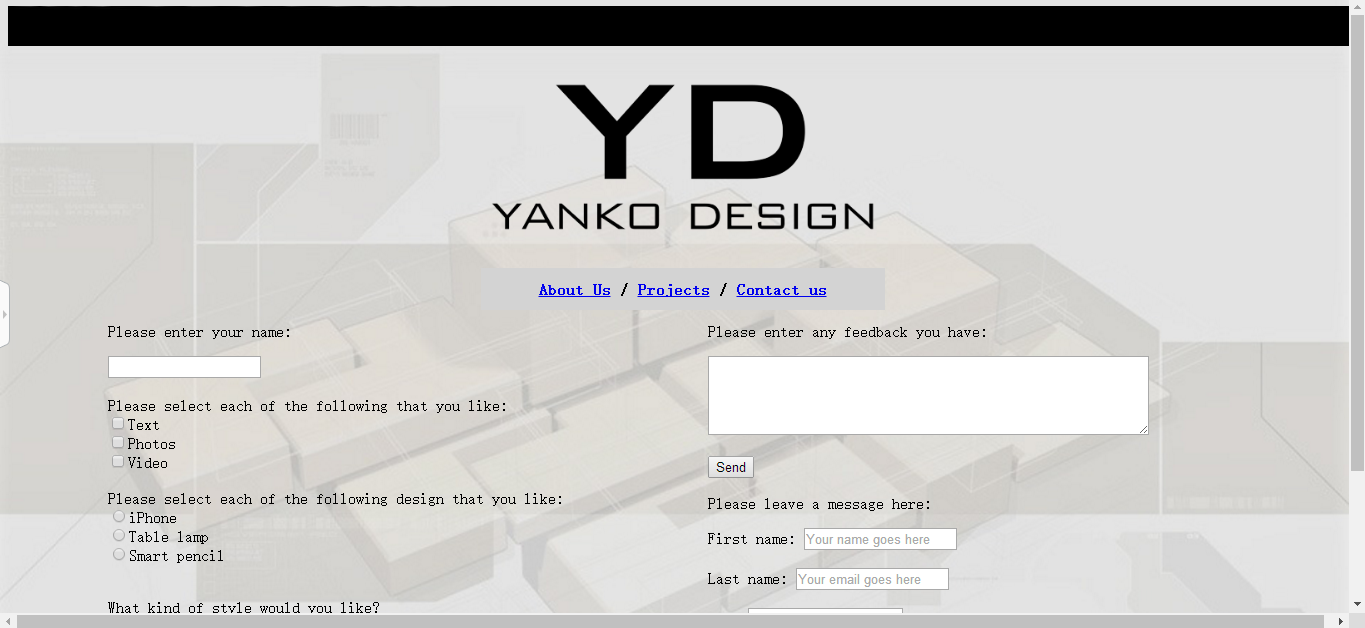 YD
YANKO DESIGN
About Us / Projects / Contact us
Please enter your name:
Please select each of the following that you like:
Text
Photos
Video
Please select each of the following design that you like:
iPhone
Table lamp
Smart pencil
What kind of style would you like?
Please enter any feedback you have:
Send
Please leave a message here:
First name: Your name goes here
Last name: Your email goes here